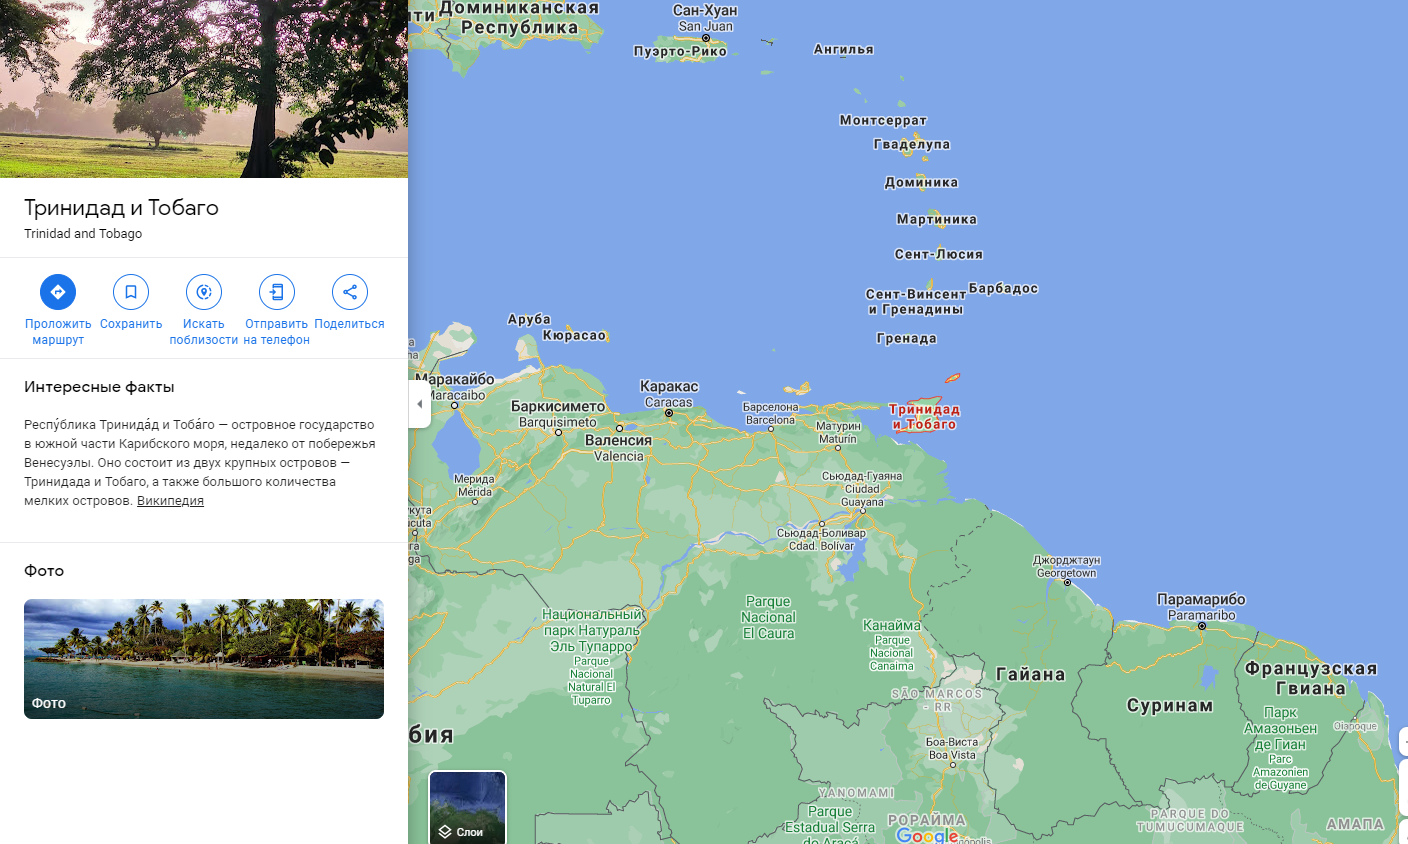 Тринидад и Тобаго
Trinidad and Tobago
Проложить
маршрут
Сохранить
Искать
поблизости
Отправить
на телефон
Поделиться
Интересные факты
Респу́блика Тринида́д и Тоба́го — островное государство
в южной части Карибского моря, недалеко от побережья
Венесуэлы. Оно состоит из двух крупных островов —
Тринидада и Тобаго, а также большого количества
мелких островов. Википедия
Фото
Фото
Доминиканская
Республика
Сан-Хуан
San Juan
Пуэрто-Рико
Ангилья
Монтсеррат
Гваделупа
Доминика
Мартиника
Сент-Люсия
Барбадос
Сент-Винсент
и Гренадины
Гренада
Аруба
Кюрасао
Маракайбо
Maracaibo
Баркисимето
Barquisimeto
Валенсия
Valencia
Каракас
Caracas
Барселона
Barcelona
Матурин
Maturín
Тринидад
и Тобаго
Мерида
Mérida
Сьюдад-Гуяна
Ciudad
Guayana
Сьюдад-Боливар
Cdad. Bolívar
Джорджтаун
Georgetown
Парамарибо
Paramaribo
Национальный
парк Натураль
Эль Тупарро
Parque
Nacional
Natural El
Tuparro
Parque
Nacional
El Caura
Канайма
Parque
Nacional
Canaima
Гайана
Суринам
Французская
Гвиана
Парк
Амазоньен
де Гиан
Parc
Amazonien
de Guyane
Oiapoque
SÃO MARCOS
- RR
Боа-Виста
Boa Vista
YANOMAMI
Parque
Estadual Serra
do Aracá
РОРАЙМА
Google
PARQUE DO
TUMUCUMAQUE
АМАПА
бия
Слои